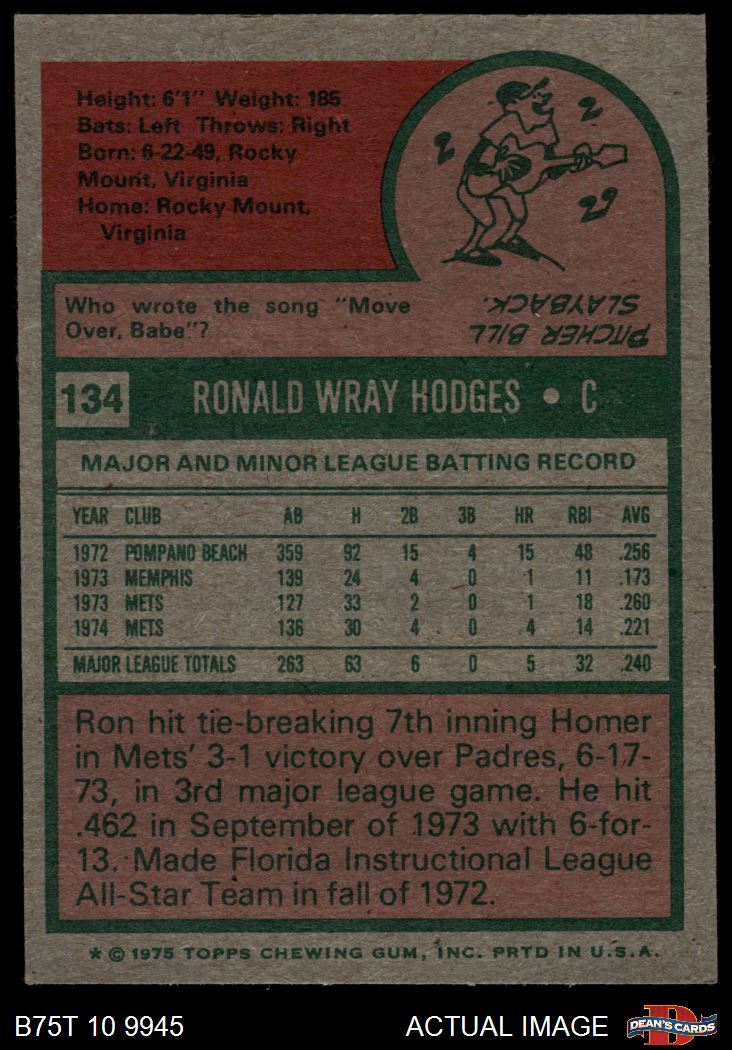 Height: 6'1" Weight: 185
Bats: Left Throws: Right
Born: 6-22-49, Rocky
Mount, Virginia
Home: Rocky Mount,
Virginia
Who wrote the song "Move
Over, Babe"?
PITCHER BILL
SLAYBACK.
134 RONALD WRAY HODGES • C
MAJOR AND MINOR LEAGUE BATTING RECORD
YEAR CLUB AB H 2B 3B HR RBI AVG
1972 POMPANO BEACH 359 92 15 4 15 48 .256
1973 MEMPHIS 139 24 4 0 1 11 .173
1973 METS 127 33 2 0 1 18 .260
1974 METS 136 30 4 0 4 14 .221
MAJOR LEAGUE TOTALS 263 63 6 0 5 32 .240
Ron hit tie-breaking 7th inning Homer
in Mets' 3-1 victory over Padres, 6-17-
73, in 3rd major league game. He hit
.462 in September of 1973 with 6-for-
13. Made Florida Instructional League
All-Star Team in fall of 1972.
* © 1975 TOPPS CHEWING GUM, INC. PRTD IN U.S.A.
B75T 10 9945 ACTUAL IMAGE DEAN'S CARDS